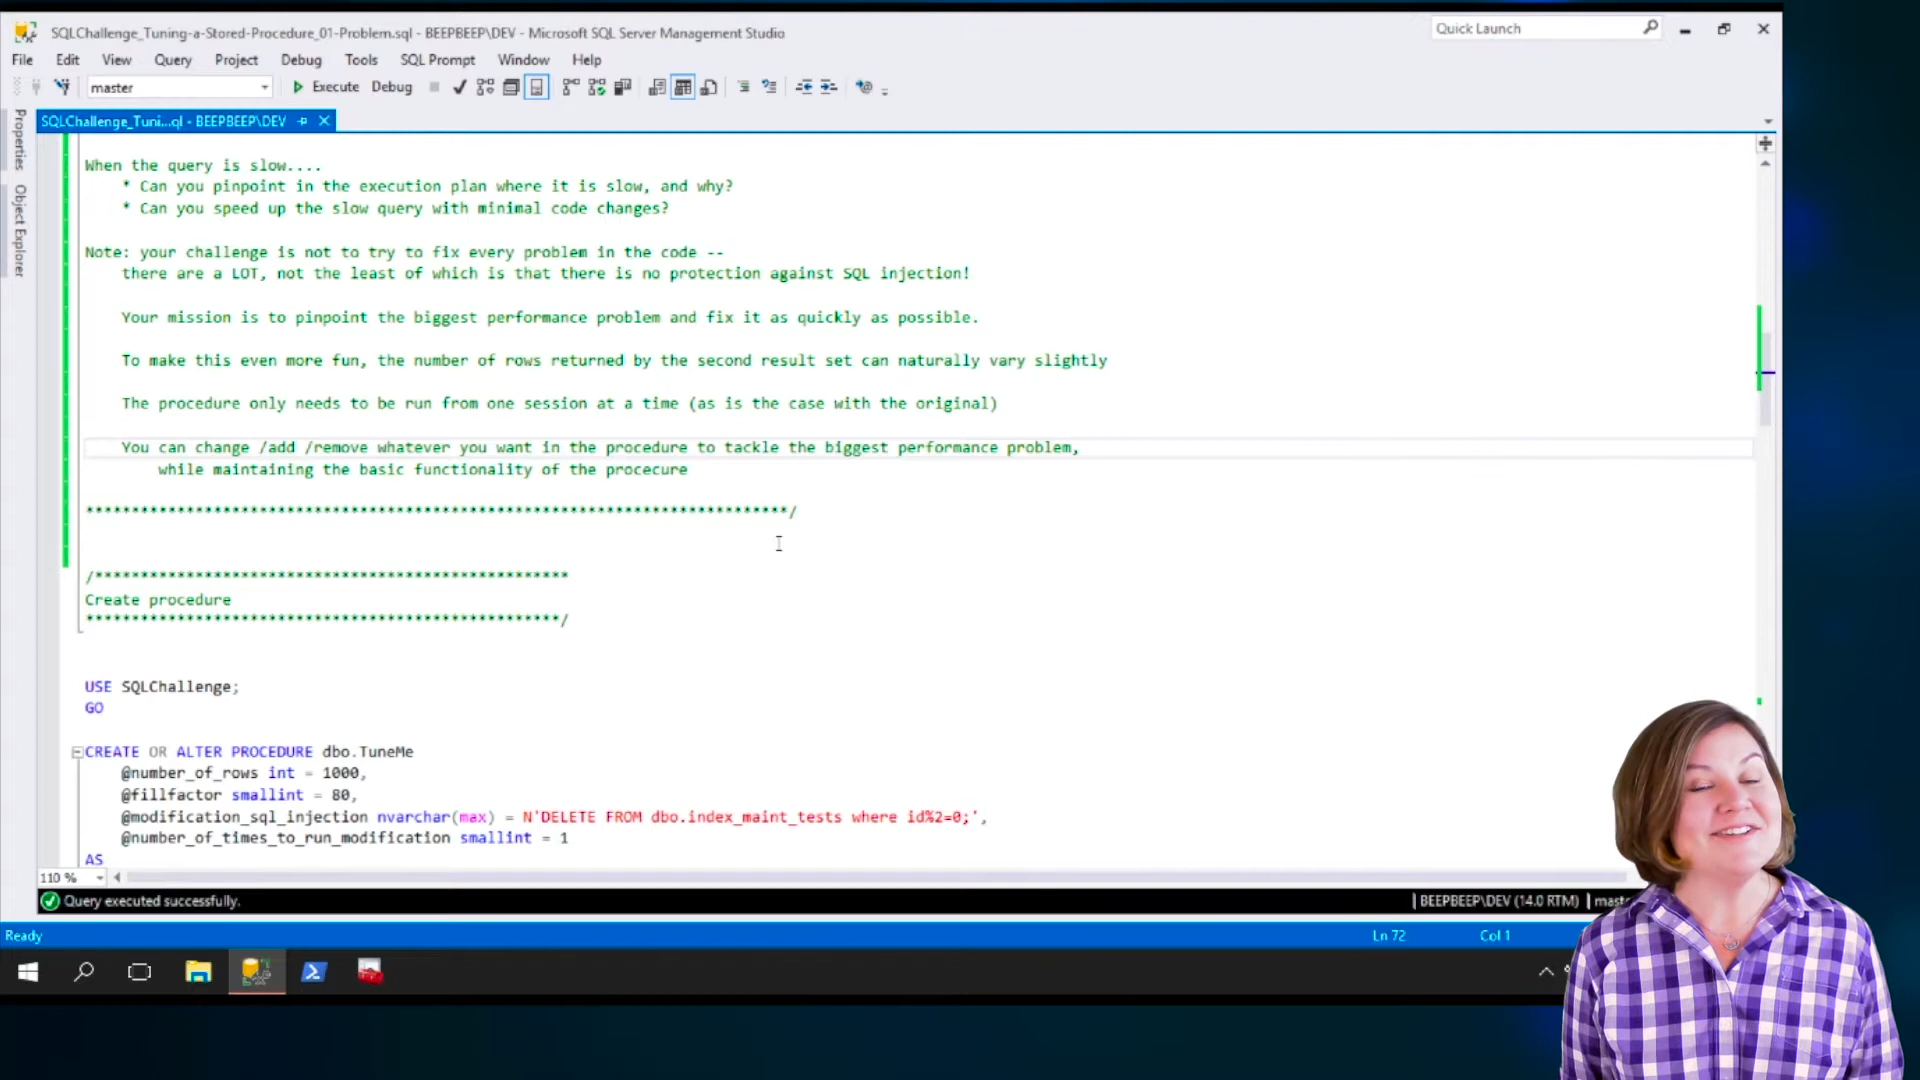 SQLChallenge_Tuning-a-Stored-Procedure_01-Problem.sql - BEEPBEEP\DEV - Microsoft SQL Server Management Studio
Quick Launch
File Edit View Query Project Debug Tools SQL Prompt Window Help
master Execute Debug
SQLChallenge_Tuni...ql - BEEPBEEP\DEV
Properties
Object Explorer
When the query is slow....
* Can you pinpoint in the execution plan where it is slow, and why?
* Can you speed up the slow query with minimal code changes?
Note: your challenge is not to try to fix every problem in the code --
there are a LOT, not the least of which is that there is no protection against SQL injection!
Your mission is to pinpoint the biggest performance problem and fix it as quickly as possible.
To make this even more fun, the number of rows returned by the second result set can naturally vary slightly
The procedure only needs to be run from one session at a time (as is the case with the original)
You can change /add /remove whatever you want in the procedure to tackle the biggest performance problem,
while maintaining the basic functionality of the procecure
*****************************************************************************/
/****************************************************
Create procedure
****************************************************/
USE SQLChallenge;
GO
CREATE OR ALTER PROCEDURE dbo.TuneMe
@number_of_rows int = 1000,
@fillfactor smallint = 80,
@modification_sql_injection nvarchar(max) = N'DELETE FROM dbo.index_maint_tests where id%2=0;',
@number_of_times_to_run_modification smallint = 1
AS
110 %
Query executed successfully.
BEEPBEEP\DEV (14.0 RTM)
Ready
Ln 72
Col 1